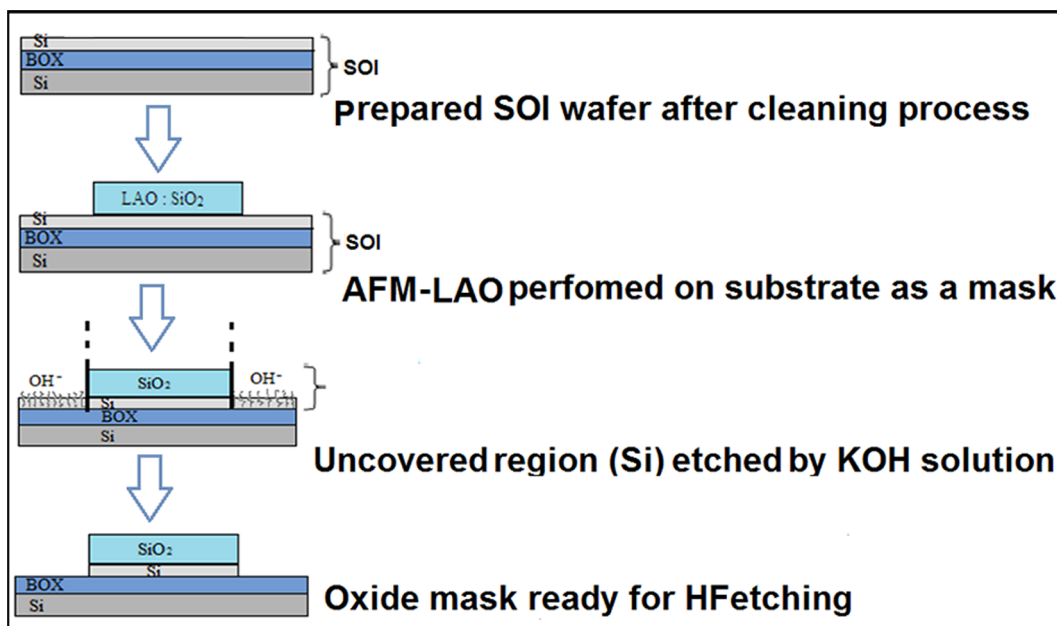 Si
BOX
Si
SOI
Prepared SOI wafer after cleaning process
LAO : SiO₂
Si
BOX
Si
SOI
AFM-LAO perfomed on substrate as a mask
OH⁻
SiO₂
OH⁻
Si
BOX
Si
Uncovered region (Si) etched by KOH solution
SiO₂
Si
BOX
Si
Oxide mask ready for HFetching